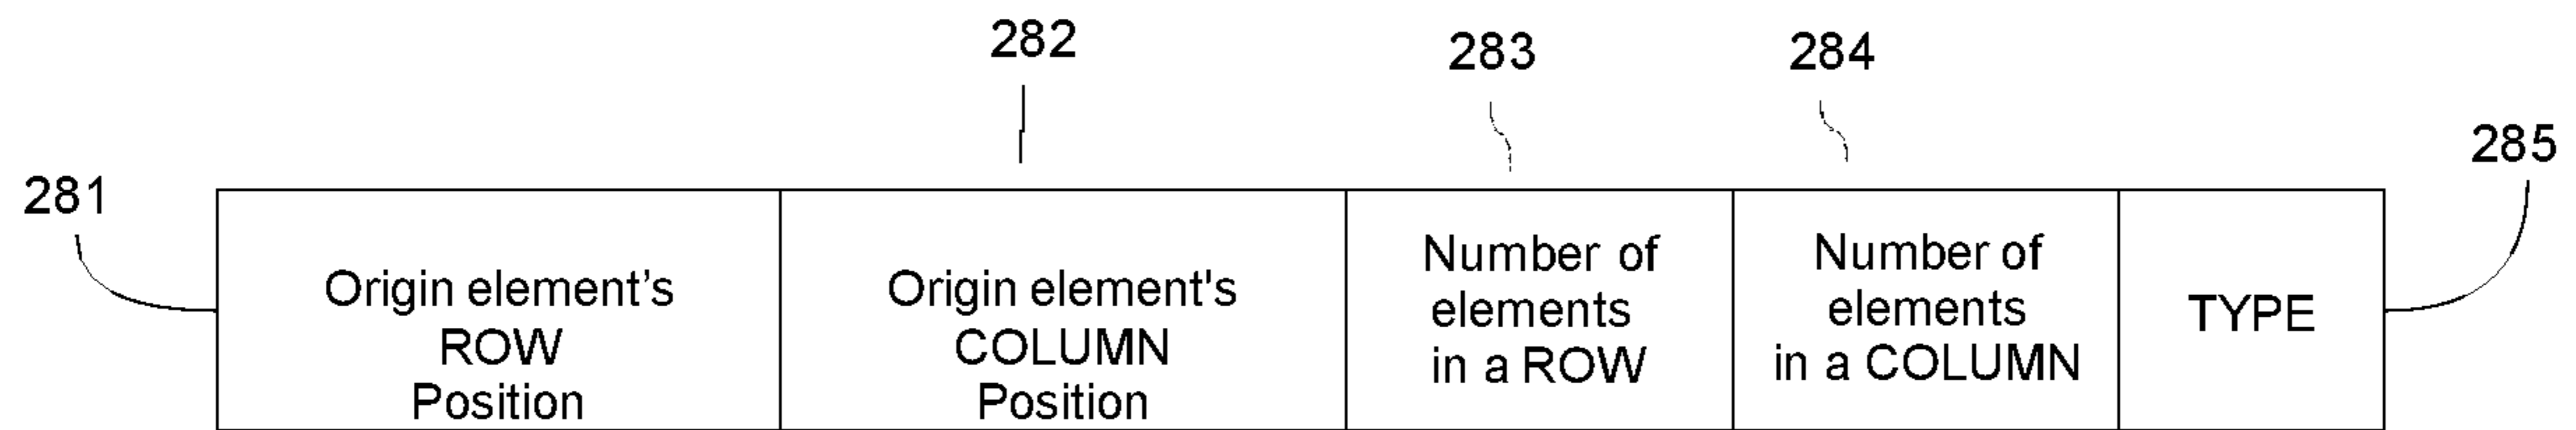 282
283
284
285
281
Origin element’s
ROW
Position
Origin element's
COLUMN
Position
Number of
elements
in a ROW
Number of
elements
in a COLUMN
TYPE